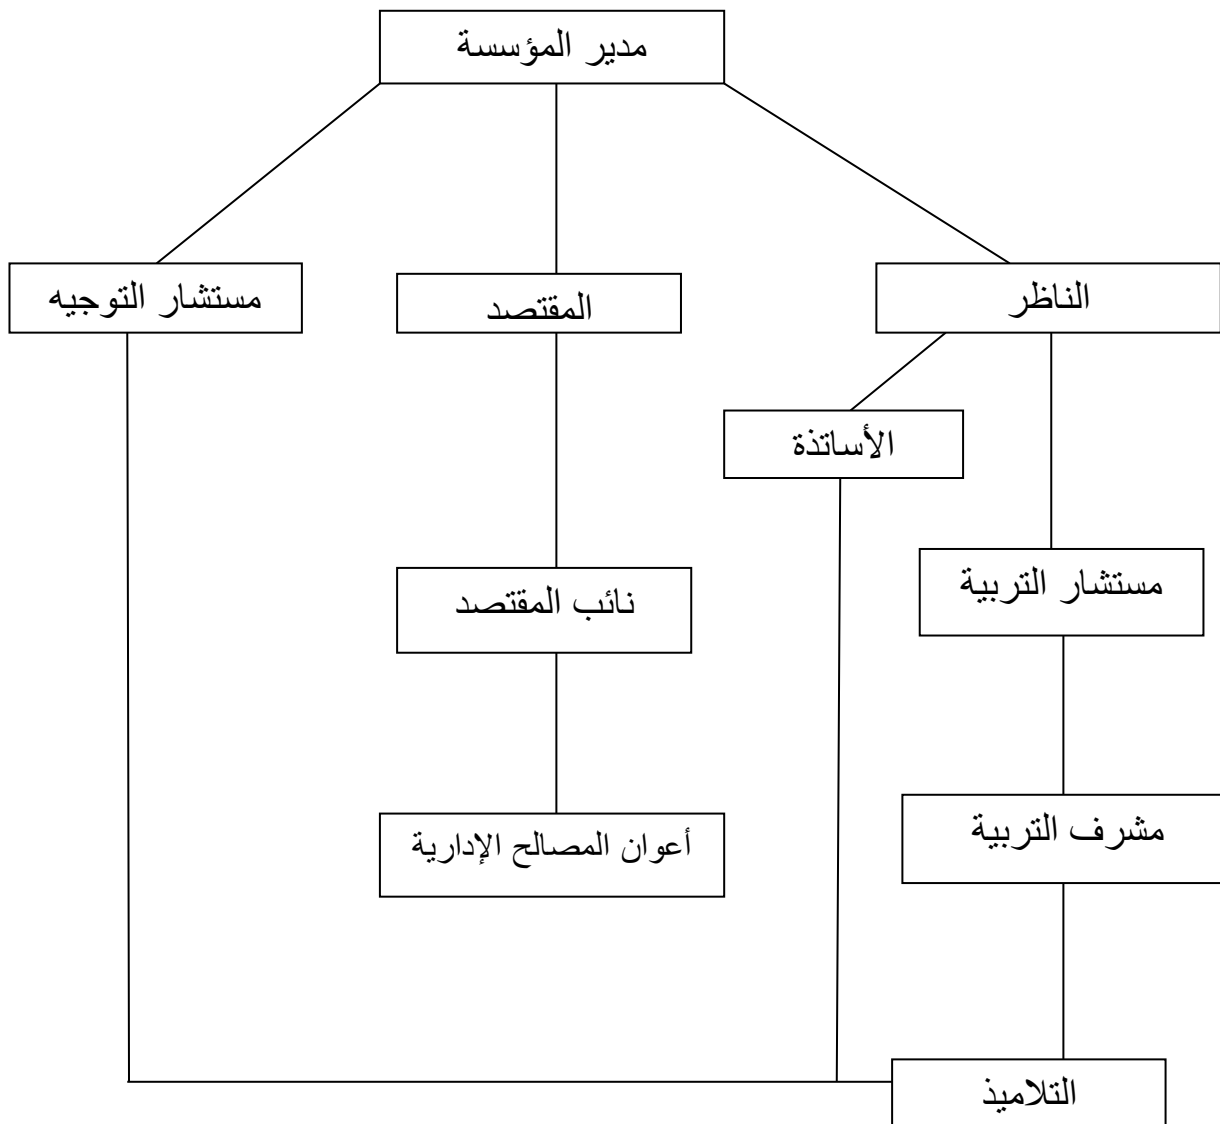 مدير المؤسسة
الناظر
المقتصد
مستشار التوجيه
الأساتذة
مستشار التربية
نائب المقتصد
مشرف التربية
أعوان المصالح الإدارية
التلاميذ